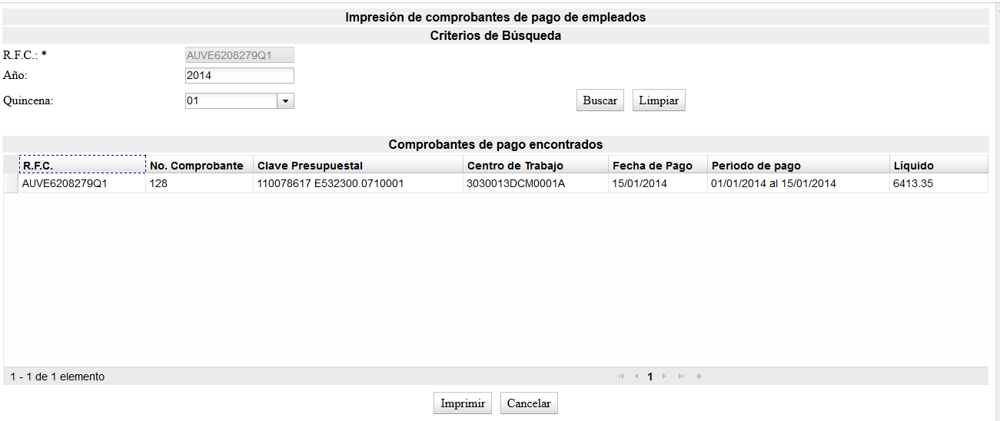 Impresión de comprobantes de pago de empleados
Criterios de Búsqueda
R.F.C.: * AUVE6208279Q1
Año: 2014
Quincena: 01 Buscar Limpiar
Comprobantes de pago encontrados
R.F.C. No. Comprobante Clave Presupuestal Centro de Trabajo Fecha de Pago Periodo de pago Líquido
AUVE6208279Q1 128 110078617 E532300.0710001 3030013DCM0001A 15/01/2014 01/01/2014 al 15/01/2014 6413.35
1 - 1 de 1 elemento 1
Imprimir Cancelar